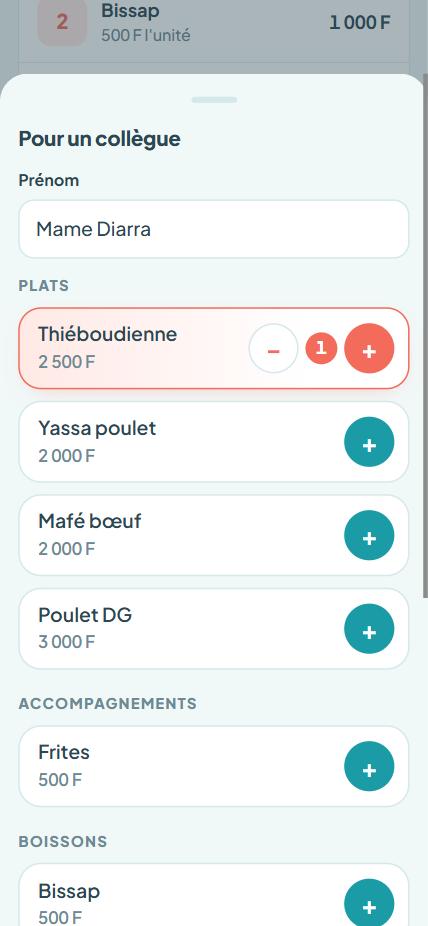 2
Bissap
500 F l'unité
1 000 F
Pour un collègue
Prénom
Mame Diarra
PLATS
Thiéboudienne
2 500 F
– 1 +
Yassa poulet
2 000 F
+
Mafé bœuf
2 000 F
+
Poulet DG
3 000 F
+
ACCOMPAGNEMENTS
Frites
500 F
+
BOISSONS
Bissap
500 F
+